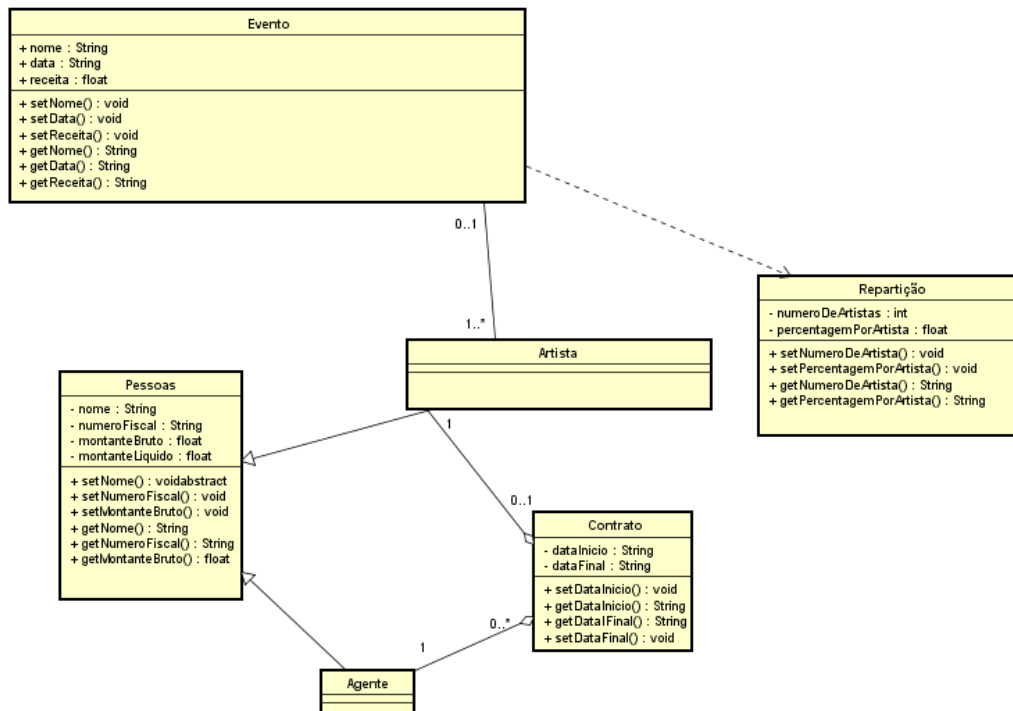 Evento
+ nome : String
+ data : String
+ receita : float
+ setNome() : void
+ setData() : void
+ setReceita() : void
+ getNome() : String
+ getData() : String
+ getReceita() : String
0..1
1..*
Repartição
- numeroDeArtistas : int
- percentagemPorArtista : float
+ setNumeroDeArtista() : void
+ setPercentagemPorArtista() : void
+ getNumeroDeArtista() : String
+ getPercentagemPorArtista() : String
Artista
Pessoas
- nome : String
- numeroFiscal : String
- montanteBruto : float
- montanteLiquido : float
+ setNome() : voidabstract
+ setNumeroFiscal() : void
+ setMontanteBruto() : void
+ getNome() : String
+ getNumeroFiscal() : String
+ getMontanteBruto() : float
1
0..1
Contrato
- dataInicio : String
- dataFinal : String
+ setDataInicio() : void
+ getDataInicio() : String
+ getDataIFinal() : String
+ setDataFinal() : void
0..*
1
Agente